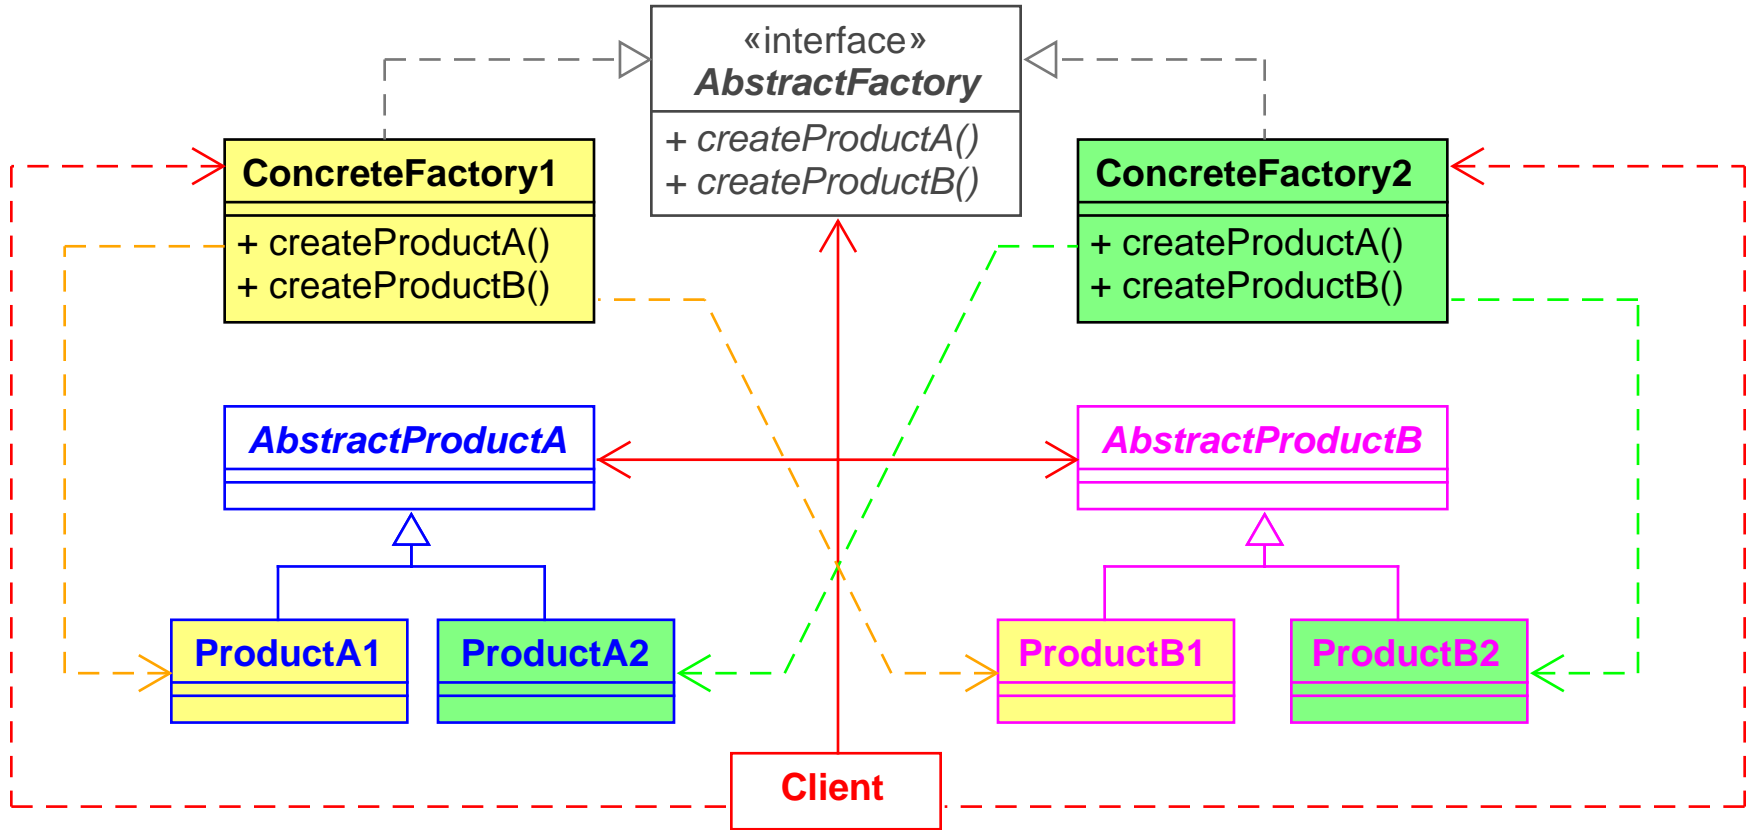 «interface»
AbstractFactory
+ createProductA()
+ createProductB()
ConcreteFactory1
+ createProductA()
+ createProductB()
ConcreteFactory2
+ createProductA()
+ createProductB()
AbstractProductA
AbstractProductB
ProductA1
ProductA2
ProductB1
ProductB2
Client